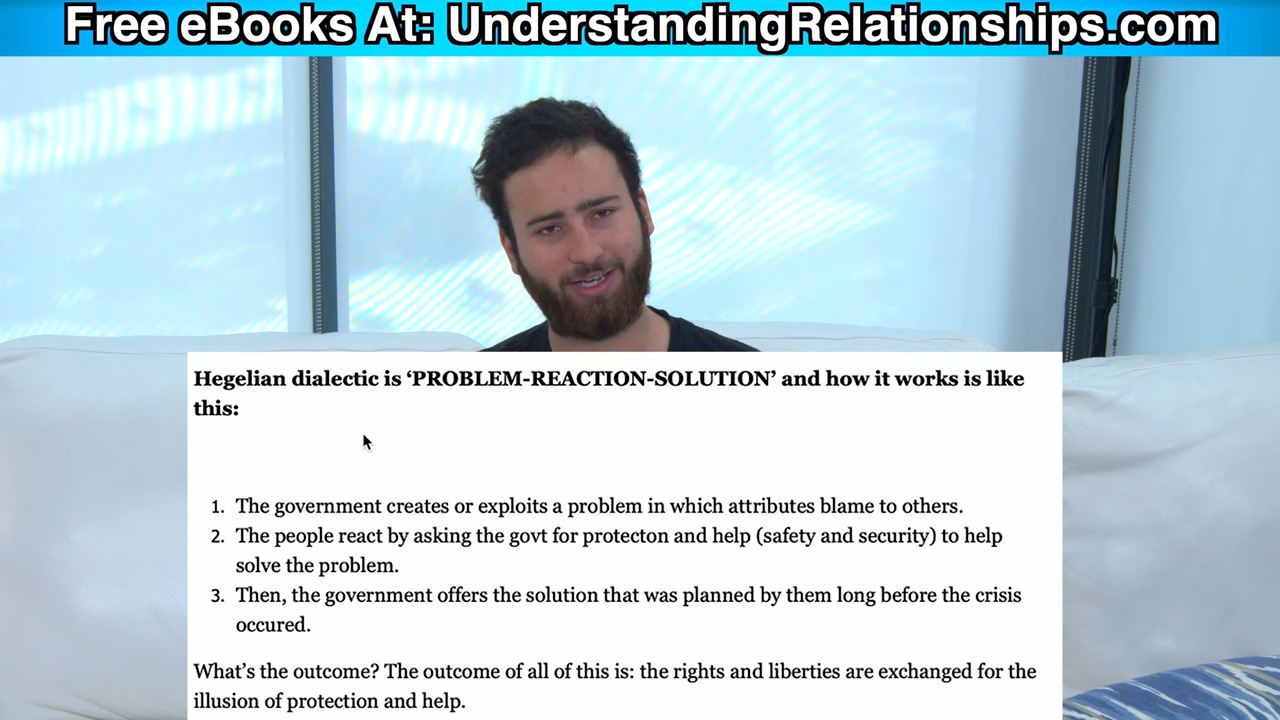 Free eBooks At: UnderstandingRelationships.com
Hegelian dialectic is ‘PROBLEM-REACTION-SOLUTION’ and how it works is like
this:
1. The government creates or exploits a problem in which attributes blame to others.
2. The people react by asking the govt for protecton and help (safety and security) to help
solve the problem.
3. Then, the government offers the solution that was planned by them long before the crisis
occured.
What’s the outcome? The outcome of all of this is: the rights and liberties are exchanged for the
illusion of protection and help.